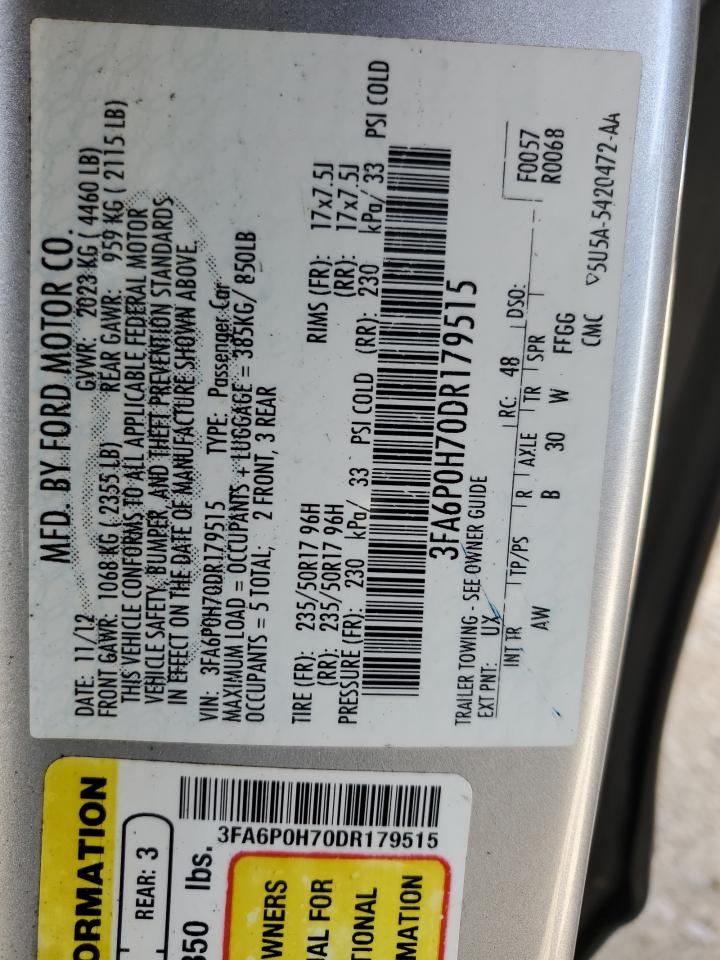 MFD. BY FORD MOTOR CO.
DATE: 11/12 GVWR: 2023 KG ( 4460 LB)
FRONT GAWR: 1068 KG ( 2355 LB) REAR GAWR: 959 KG ( 2115 LB)
THIS VEHICLE CONFORMS TO ALL APPLICABLE FEDERAL MOTOR
VEHICLE SAFETY, BUMPER, AND THEFT PREVENTION STANDARDS
IN EFFECT ON THE DATE OF MANUFACTURE SHOWN ABOVE.
VIN: 3FA6P0H70DR179515 TYPE: Passenger Car
MAXIMUM LOAD = OCCUPANTS + LUGGAGE = 385KG/ 850LB
OCCUPANTS = 5 TOTAL; 2 FRONT, 3 REAR
TIRE (FR): 235/50R17 96H RIMS (FR): 17x7.5J
(RR): 235/50R17 96H (RR): 17x7.5J
PRESSURE (FR): 230 kPa/ 33 PSI COLD (RR): 230 kPa/ 33 PSI COLD
3FA6P0H70DR179515
TRAILER TOWING - SEE OWNER GUIDE
EXT PNT: UX RC: 48 DSO: F0057
R0068
INT TR TP/PS R AXLE TR SPR
AW B 30 W FFGG
CMC 5U5A-5420472-AA
ORMATION
REAR: 3
3FA6P0H70DR179515
350 lbs.
WNERS
AL FOR
TIONAL
MATION